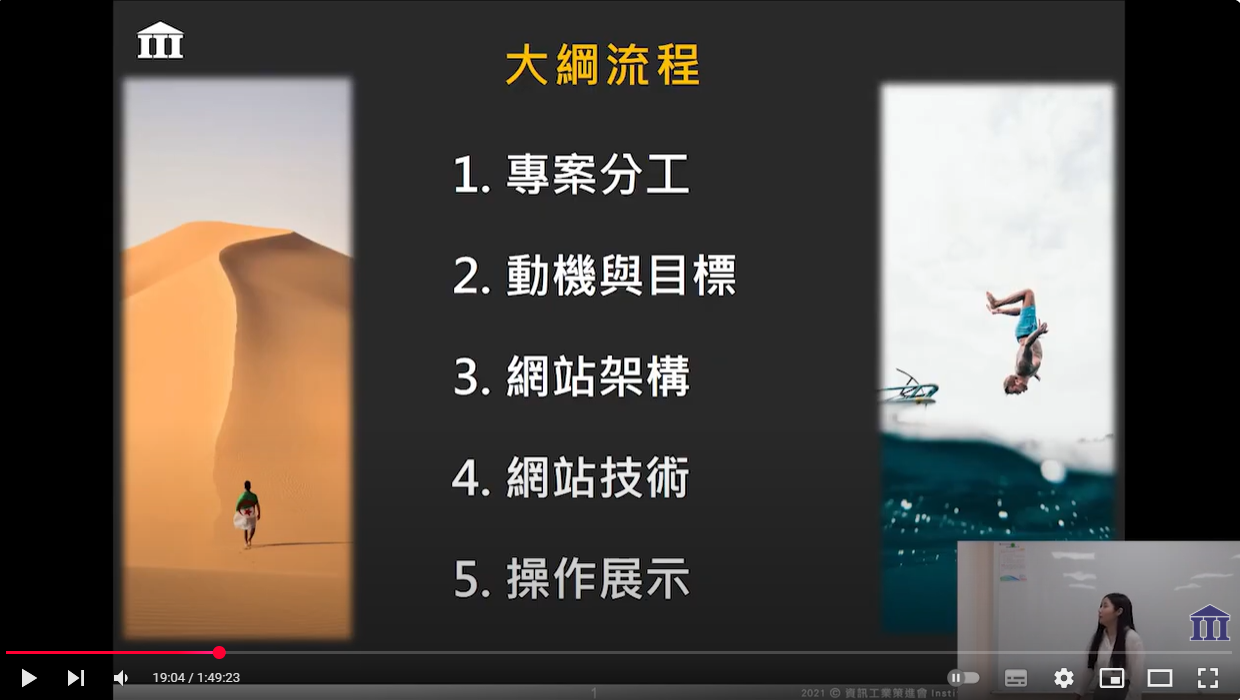 大綱流程
1. 專案分工
2. 動機與目標
3. 網站架構
4. 網站技術
5. 操作展示
19:04 / 1:49:23
1
2021 © 資訊工業策進會 Insti